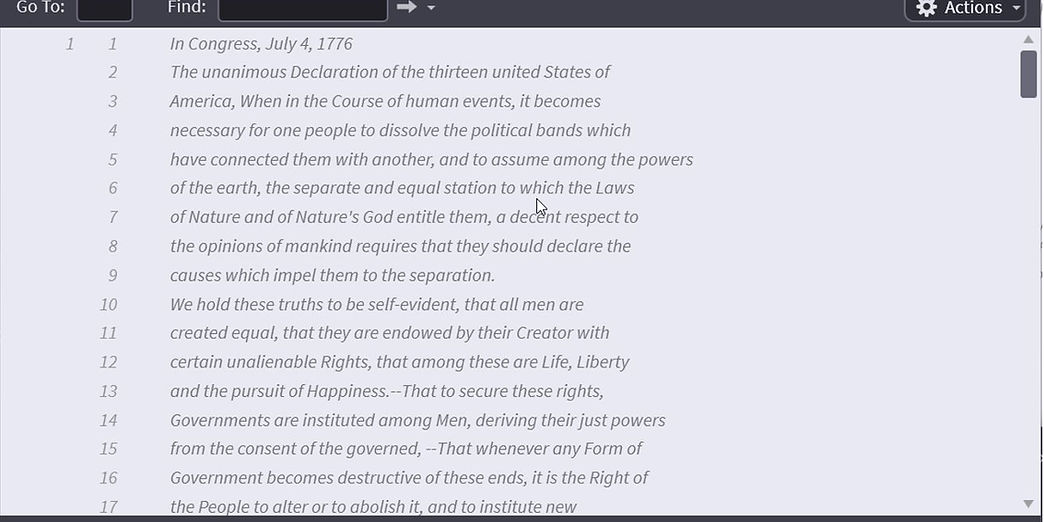 Go To: Find: Actions
1 1 In Congress, July 4, 1776
2 The unanimous Declaration of the thirteen united States of
3 America, When in the Course of human events, it becomes
4 necessary for one people to dissolve the political bands which
5 have connected them with another, and to assume among the powers
6 of the earth, the separate and equal station to which the Laws
7 of Nature and of Nature's God entitle them, a decent respect to
8 the opinions of mankind requires that they should declare the
9 causes which impel them to the separation.
10 We hold these truths to be self-evident, that all men are
11 created equal, that they are endowed by their Creator with
12 certain unalienable Rights, that among these are Life, Liberty
13 and the pursuit of Happiness.--That to secure these rights,
14 Governments are instituted among Men, deriving their just powers
15 from the consent of the governed, --That whenever any Form of
16 Government becomes destructive of these ends, it is the Right of
17 the People to alter or to abolish it, and to institute new